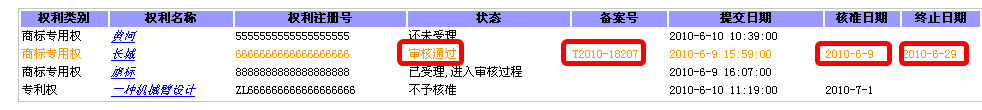 权利类别 权利名称 权利注册号 状态 备案号 提交日期 核准日期 终止日期
商标专用权 黄河 5555555555555555555 还未受理 2010-6-10 10:39:00
商标专用权 长城 6666666666666666666 审核通过 T2010-18207 2010-6-9 15:59:00 2010-6-9 2010-6-29
商标专用权 旗标 8888888888888888888 已受理,进入审核过程 2010-6-9 16:07:00
专利权 一种机械臂设计 ZL66666666666666666 不予核准 2010-6-10 11:19:00 2010-7-1